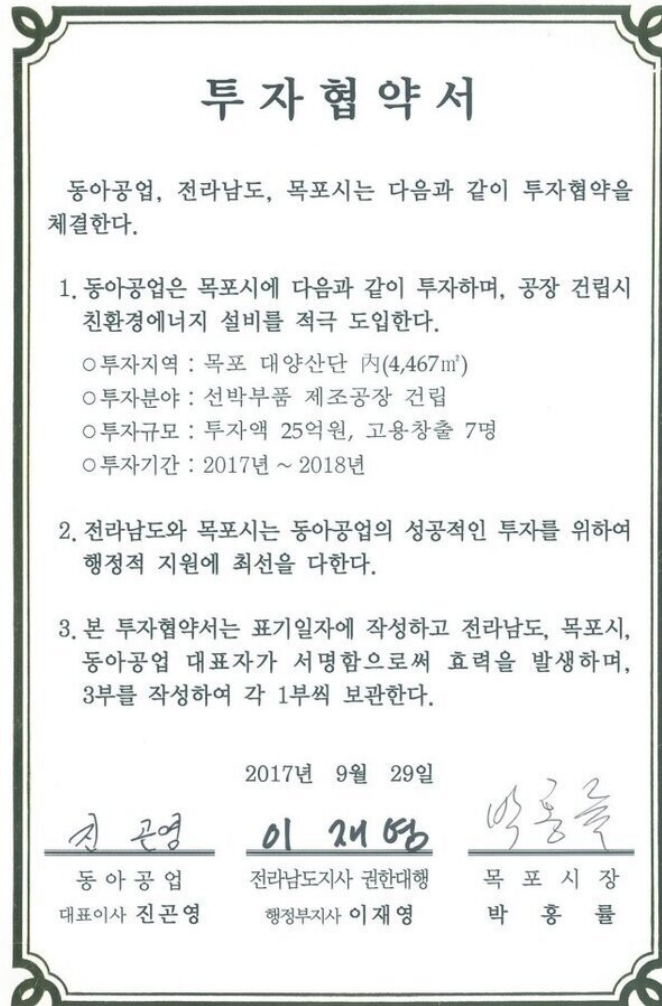 투자협약서
동아공업, 전라남도, 목포시는 다음과 같이 투자협약을
체결한다.
1. 동아공업은 목포시에 다음과 같이 투자하며, 공장 건립시
친환경에너지 설비를 적극 도입한다.
○투자지역 : 목포 대양산단 內(4,467㎡)
○투자분야 : 선박부품 제조공장 건립
○투자규모 : 투자액 25억원, 고용창출 7명
○투자기간 : 2017년 ~ 2018년
2. 전라남도와 목포시는 동아공업의 성공적인 투자를 위하여
행정적 지원에 최선을 다한다.
3. 본 투자협약서는 표기일자에 작성하고 전라남도, 목포시,
동아공업 대표자가 서명함으로써 효력을 발생하며,
3부를 작성하여 각 1부씩 보관한다.
2017년 9월 29일
진 곤영 이 재영 박홍률
동아공업 전라남도지사 권한대행 목포시장
대표이사 진곤영 행정부지사 이재영 박홍률